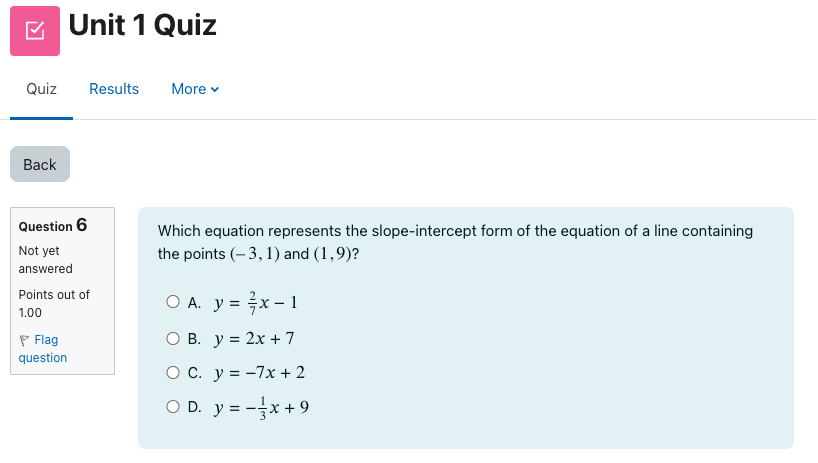 Unit 1 Quiz
Quiz Results More
Back
Question 6
Not yet
answered
Points out of
1.00
Flag
question
Which equation represents the slope-intercept form of the equation of a line containing
the points (−3, 1) and (1, 9)?
A. y = 2/7 x − 1
B. y = 2x + 7
C. y = −7x + 2
D. y = −1/3 x + 9